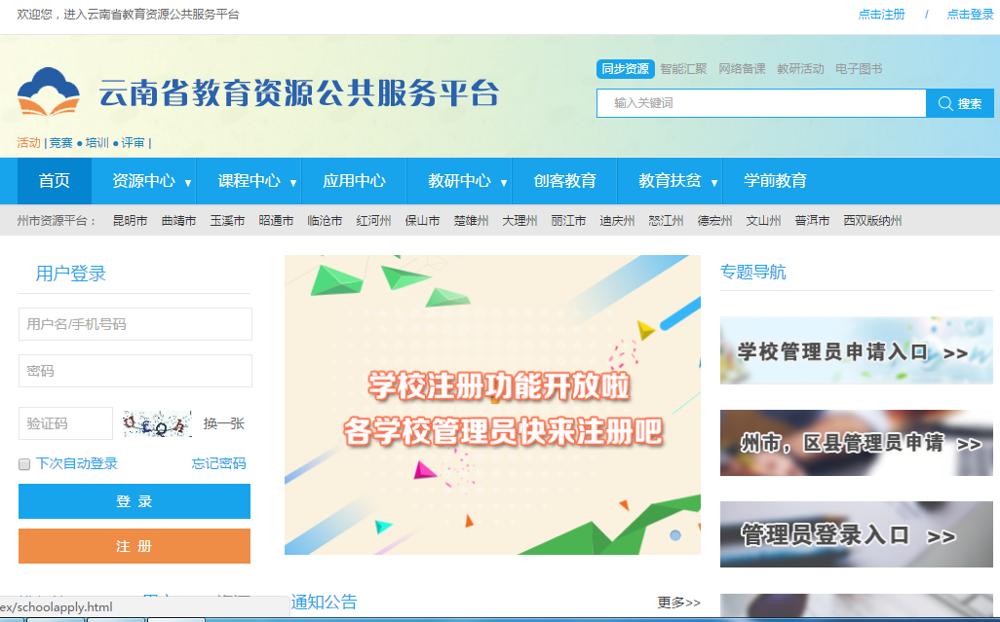 欢迎您，进入云南省教育资源公共服务平台
点击注册 / 点击登录
云南省教育资源公共服务平台
同步资源 智能汇聚 网络备课 教研活动 电子图书
输入关键词 搜索
活动 | 竞赛 ● 培训 ● 评审 |
首页 资源中心 ▼ 课程中心 ▼ 应用中心 教研中心 ▼ 创客教育 教育扶贫 ▼ 学前教育
州市资源平台： 昆明市 曲靖市 玉溪市 昭通市 临沧市 红河州 保山市 楚雄州 大理州 丽江市 迪庆州 怒江州 德宏州 文山州 普洱市 西双版纳州
用户登录
用户名/手机号码
密码
验证码 换一张
下次自动登录 忘记密码
登 录
注 册
学校注册功能开放啦
各学校管理员快来注册吧
专题导航
学校管理员申请入口 >>
州市，区县管理员申请 >>
管理员登录入口 >>
通知公告 更多>>
ex/schoolapply.html